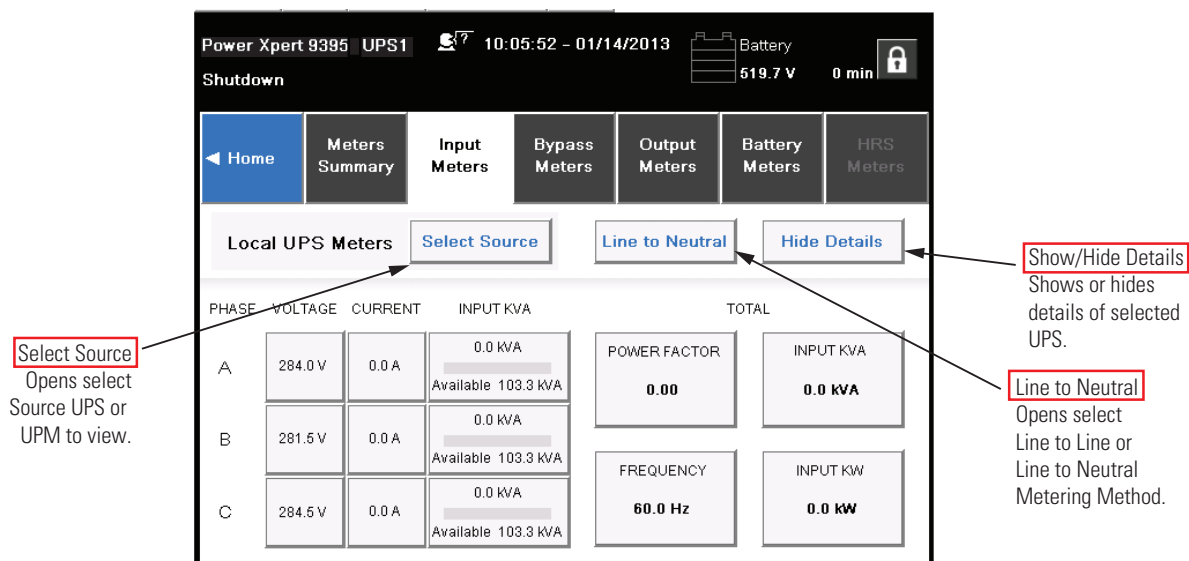 Power Xpert 9395 UPS1 ? 10:05:52 - 01/14/2013 Battery
Shutdown 519.7 V 0 min
◄ Home
Meters
Summary
Input
Meters
Bypass
Meters
Output
Meters
Battery
Meters
HRS
Meters
Local UPS Meters Select Source Line to Neutral Hide Details
PHASE VOLTAGE CURRENT INPUT KVA TOTAL
A 284.0 V 0.0 A
0.0 kVA
Available 103.3 kVA
B 281.5 V 0.0 A
0.0 kVA
Available 103.3 kVA
C 284.5 V 0.0 A
0.0 kVA
Available 103.3 kVA
POWER FACTOR
0.00
INPUT KVA
0.0 kVA
FREQUENCY
60.0 Hz
INPUT KW
0.0 kW
Select Source
Opens select
Source UPS or
UPM to view.
Show/Hide Details
Shows or hides
details of selected
UPS.
Line to Neutral
Opens select
Line to Line or
Line to Neutral
Metering Method.